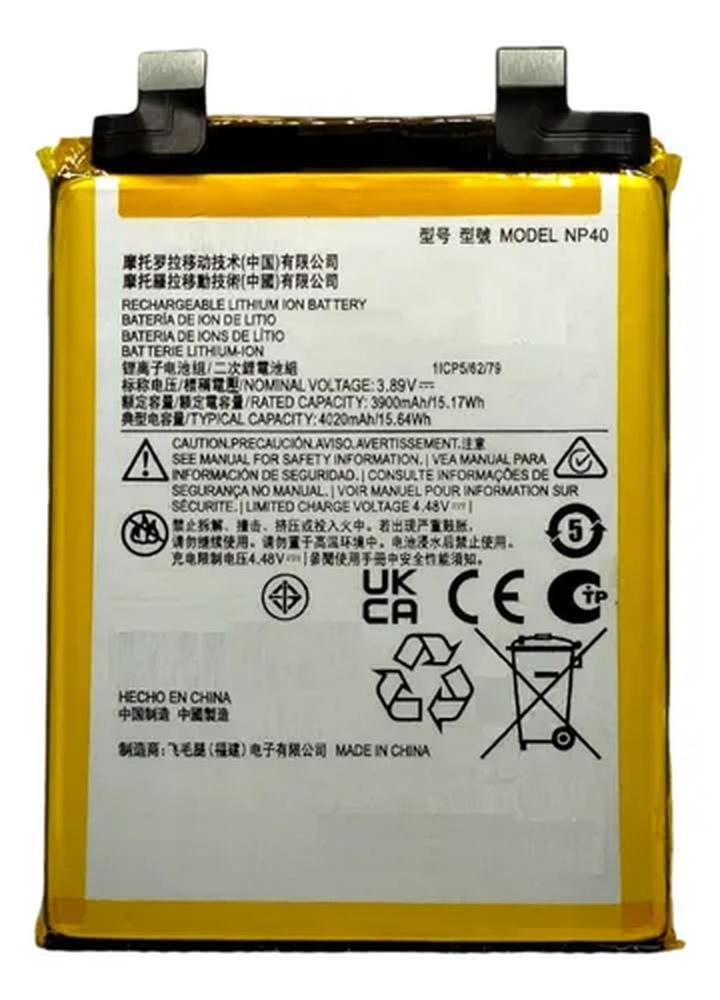 型号 型號 MODEL NP40
摩托罗拉移动技术(中国)有限公司
摩托羅拉移動技術(中國)有限公司
RECHARGEABLE LITHIUM ION BATTERY
BATERÍA DE ION DE LITIO
BATERIA DE IONS DE LÍTIO
BATTERIE LITHIUM-ION
锂离子电池组/二次鋰電池組 1ICP5/62/79
标称电压/標稱電壓/NOMINAL VOLTAGE: 3.89V⎓
额定容量/額定電容量/RATED CAPACITY: 3900mAh/15.17Wh
典型电容量/TYPICAL CAPACITY: 4020mAh/15.64Wh
CAUTION.PRECAUCIÓN.AVISO.AVERTISSEMENT.注意
SEE MANUAL FOR SAFETY INFORMATION. | VEA MANUAL PARA
INFORMACIÓN DE SEGURIDAD. | CONSULTE INFORMAÇÕES DE
SEGURANÇA NO MANUAL. | VOIR MANUEL POUR INFORMATION SUR
SÉCURITE. | LIMITED CHARGE VOLTAGE 4.48V⎓ |
禁止拆解、撞击、挤压或投入火中。若出现严重鼓胀,
请勿继续使用。请勿置于高温环境中。电池浸水后禁止使用。
充电限制电压4.48V⎓ | 參閱使用手冊中安全性能須知。
5
UK
CA CE TP
HECHO EN CHINA
中国制造 中國製造
制造商: 飞毛腿(福建)电子有限公司 MADE IN CHINA